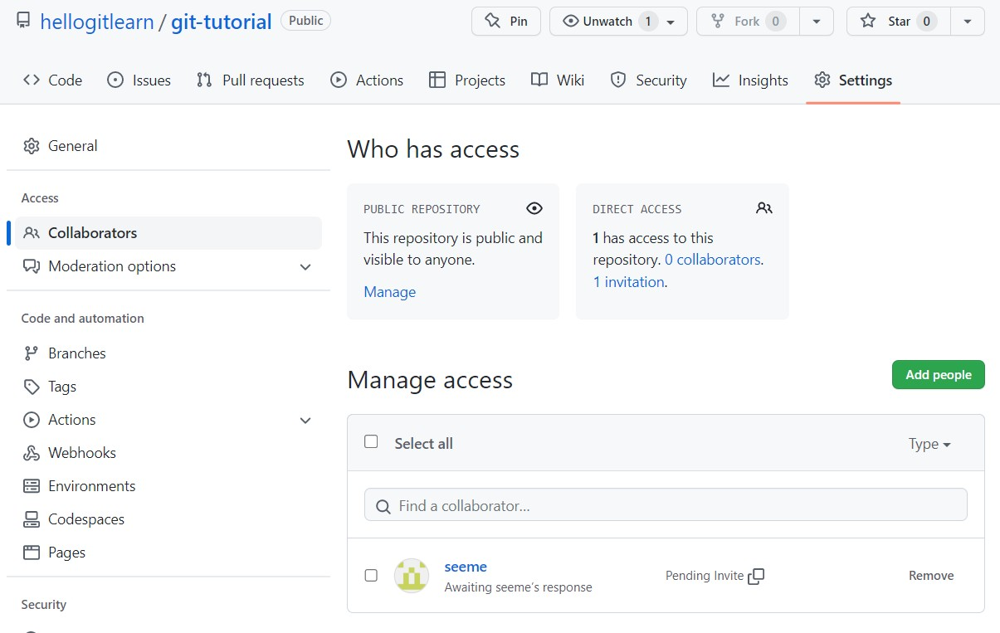 hellogitlearn / git-tutorial Public Pin Unwatch 1 Fork 0 Star 0
Code Issues Pull requests Actions Projects Wiki Security Insights Settings
General
Access
Collaborators
Moderation options
Code and automation
Branches
Tags
Actions
Webhooks
Environments
Codespaces
Pages
Security
Who has access
PUBLIC REPOSITORY
This repository is public and
visible to anyone.
Manage
DIRECT ACCESS
1 has access to this
repository. 0 collaborators.
1 invitation.
Manage access
Add people
Select all
Type
Find a collaborator...
seeme
Awaiting seeme's response
Pending Invite
Remove